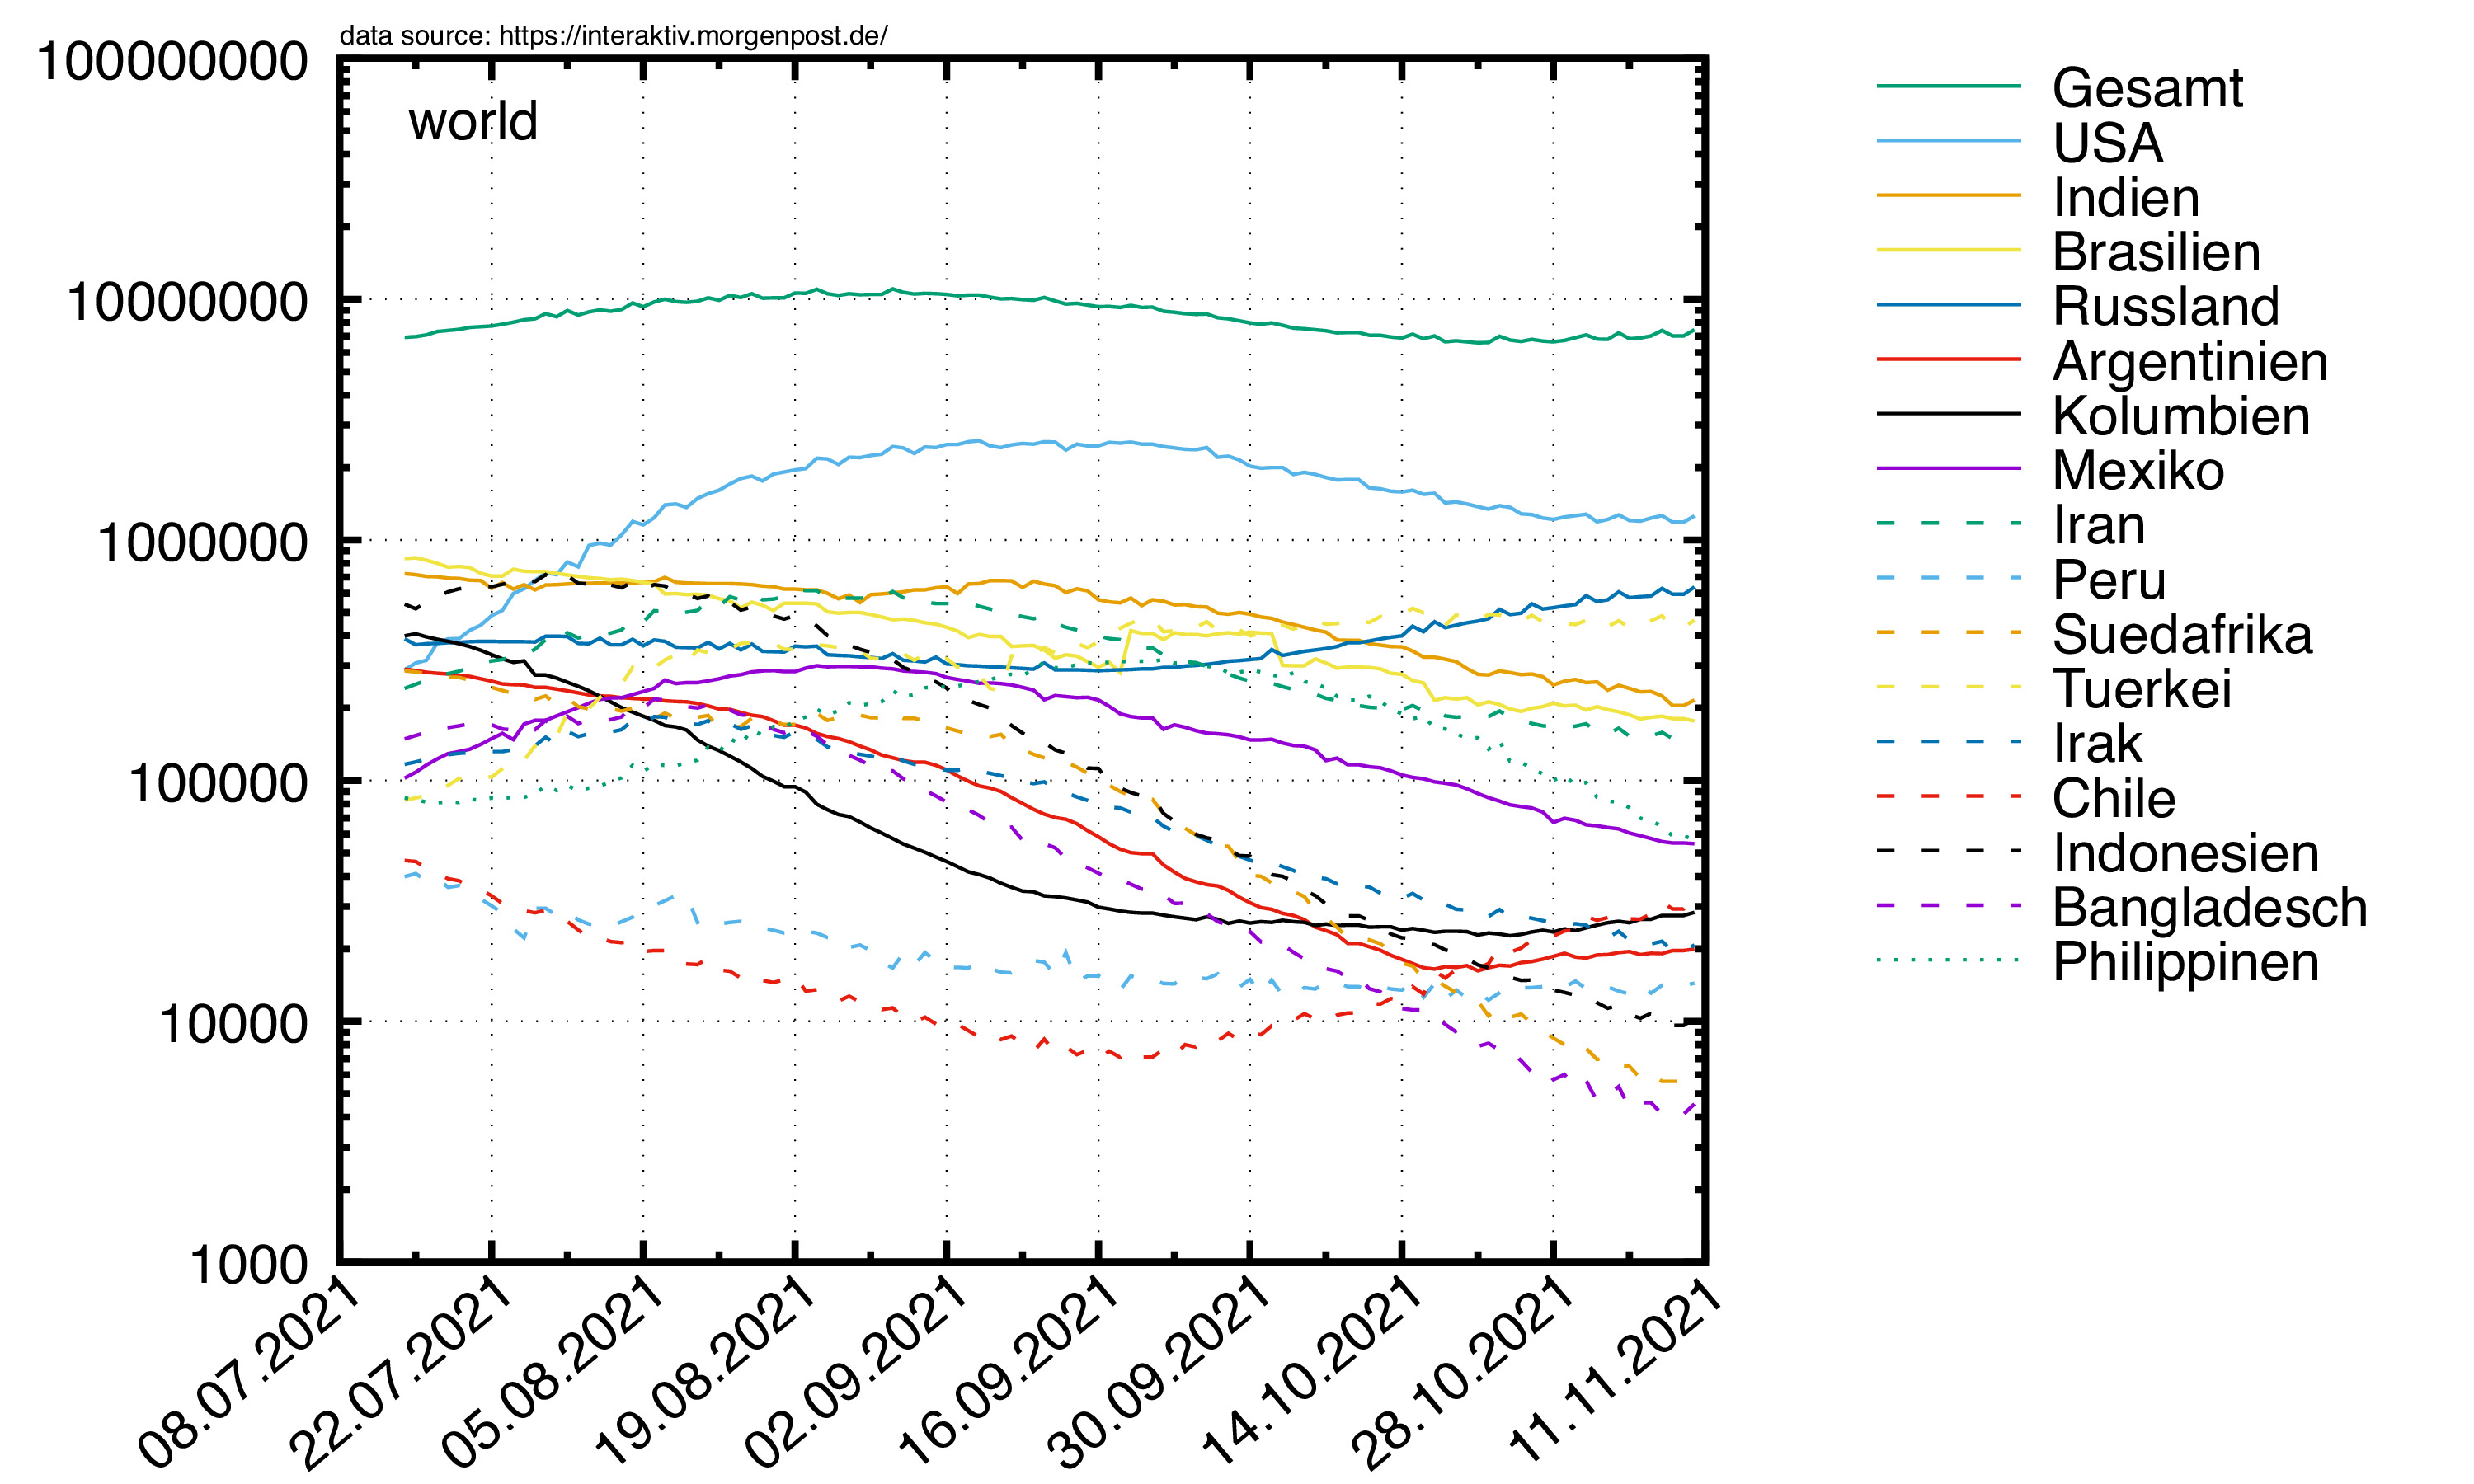 data source: https://interaktiv.morgenpost.de/
world
100000000
10000000
1000000
100000
10000
1000
08.07.2021
22.07.2021
05.08.2021
19.08.2021
02.09.2021
16.09.2021
30.09.2021
14.10.2021
28.10.2021
11.11.2021
Gesamt
USA
Indien
Brasilien
Russland
Argentinien
Kolumbien
Mexiko
Iran
Peru
Suedafrika
Tuerkei
Irak
Chile
Indonesien
Bangladesch
Philippinen